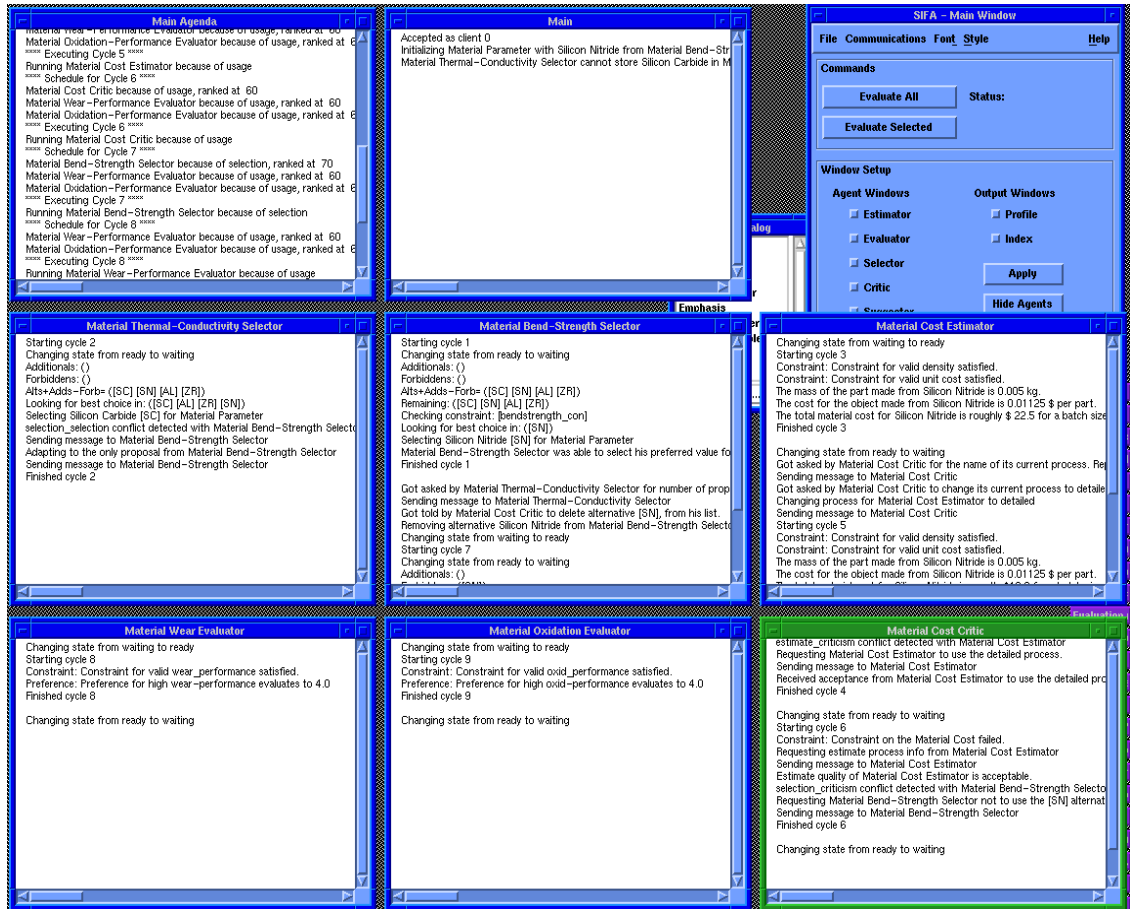 Main Agenda
Material Oxidation-Performance Evaluator because of usage, ranked at
**** Executing Cycle 5 ****
Running Material Cost Estimator because of usage
**** Schedule for Cycle 6 ****
Material Cost Critic because of usage, ranked at 60
Material Wear-Performance Evaluator because of usage, ranked at 60
Material Oxidation-Performance Evaluator because of usage, ranked at
**** Executing Cycle 6 ****
Running Material Cost Critic because of usage
**** Schedule for Cycle 7 ****
Material Bend-Strength Selector because of selection, ranked at 70
Material Wear-Performance Evaluator because of usage, ranked at 60
Material Oxidation-Performance Evaluator because of usage, ranked at
**** Executing Cycle 7 ****
Running Material Bend-Strength Selector because of selection
**** Schedule for Cycle 8 ****
Material Wear-Performance Evaluator because of usage, ranked at 60
Material Oxidation-Performance Evaluator because of usage, ranked at
**** Executing Cycle 8 ****
Running Material Wear-Performance Evaluator because of usage
Main
Accepted as client 0
Initializing Material Parameter with Silicon Nitride from Material Bend-Str
Material Thermal-Conductivity Selector cannot store Silicon Carbide in M
SIFA - Main Window
File Communications Font Style Help
Commands
Evaluate All Status:
Evaluate Selected
Window Setup
Agent Windows Output Windows
Estimator Profile
Evaluator Index
Selector
Apply
Critic
Hide Agents
alog
Emphasis
Material Thermal-Conductivity Selector
Starting cycle 2
Changing state from ready to waiting
Additionals: ()
Forbiddens: ()
Alts+Adds-Forb= ([SC] [SN] [AL] [ZR])
Looking for best choice in: ([SC] [AL] [ZR] [SN])
Selecting Silicon Carbide [SC] for Material Parameter
selection_selection conflict detected with Material Bend-Strength Selecto
Sending message to Material Bend-Strength Selector
Adapting to the only proposal from Material Bend-Strength Selector
Sending message to Material Bend-Strength Selector
Finished cycle 2
Material Bend-Strength Selector
Starting cycle 1
Changing state from ready to waiting
Additionals: ()
Forbiddens: ()
Alts+Adds-Forb= ([SC] [SN] [AL] [ZR])
Remaining: ([SC] [SN] [AL] [ZR])
Checking constraint: [bendstrength_con]
Looking for best choice in: ([SN])
Selecting Silicon Nitride [SN] for Material Parameter
Material Bend-Strength Selector was able to select his preferred value fo
Finished cycle 1
Got asked by Material Thermal-Conductivity Selector for number of prop
Sending message to Material Thermal-Conductivity Selector
Got told by Material Cost Critic to delete alternative [SN], from his list.
Removing alternative Silicon Nitride from Material Bend-Strength Selecto
Changing state from waiting to ready
Starting cycle 7
Changing state from ready to waiting
Additionals: ()
Material Cost Estimator
Changing state from waiting to ready
Starting cycle 3
Constraint: Constraint for valid density satisfied.
Constraint: Constraint for valid unit cost satisfied.
The mass of the part made from Silicon Nitride is 0.005 kg.
The cost for the object made from Silicon Nitride is 0.01125 $ per part.
The total material cost for Silicon Nitride is roughly $ 22.5 for a batch size
Finished cycle 3
Changing state from ready to waiting
Got asked by Material Cost Critic for the name of its current process. Rep
Sending message to Material Cost Critic
Got asked by Material Cost Critic to change its current process to detaile
Changing process for Material Cost Estimator to detailed
Sending message to Material Cost Critic
Starting cycle 5
Constraint: Constraint for valid density satisfied.
Constraint: Constraint for valid unit cost satisfied.
The mass of the part made from Silicon Nitride is 0.005 kg.
The cost for the object made from Silicon Nitride is 0.01125 $ per part.
Evaluation
Material Wear Evaluator
Changing state from waiting to ready
Starting cycle 8
Constraint: Constraint for valid wear_performance satisfied.
Preference: Preference for high wear-performance evaluates to 4.0
Finished cycle 8
Changing state from ready to waiting
Material Oxidation Evaluator
Changing state from waiting to ready
Starting cycle 9
Constraint: Constraint for valid oxid_performance satisfied.
Preference: Preference for high oxid-performance evaluates to 4.0
Finished cycle 9
Changing state from ready to waiting
Material Cost Critic
estimate_criticism conflict detected with Material Cost Estimator
Requesting Material Cost Estimator to use the detailed process.
Sending message to Material Cost Estimator
Received acceptance from Material Cost Estimator to use the detailed pro
Finished cycle 4
Changing state from ready to waiting
Starting cycle 6
Constraint: Constraint on the Material Cost failed.
Requesting estimate process info from Material Cost Estimator
Sending message to Material Cost Estimator
Estimate quality of Material Cost Estimator is acceptable.
selection_criticism conflict detected with Material Bend-Strength Selecto
Requesting Material Bend-Strength Selector not to use the [SN] alternat
Sending message to Material Bend-Strength Selector
Finished cycle 6
Changing state from ready to waiting